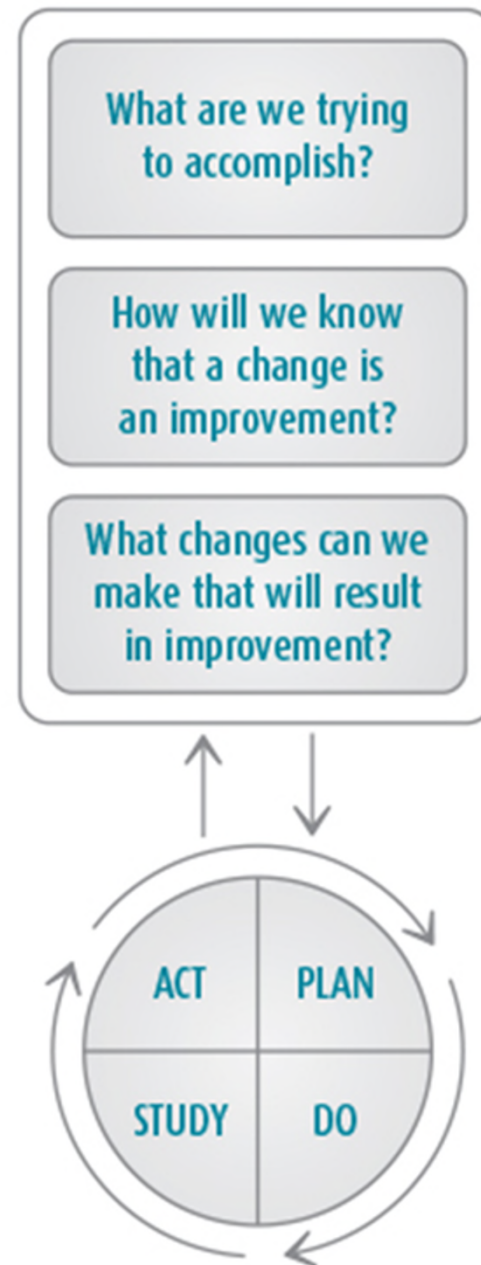 What are we trying
to accomplish?
How will we know
that a change is
an improvement?
What changes can we
make that will result
in improvement?
ACT PLAN
STUDY DO